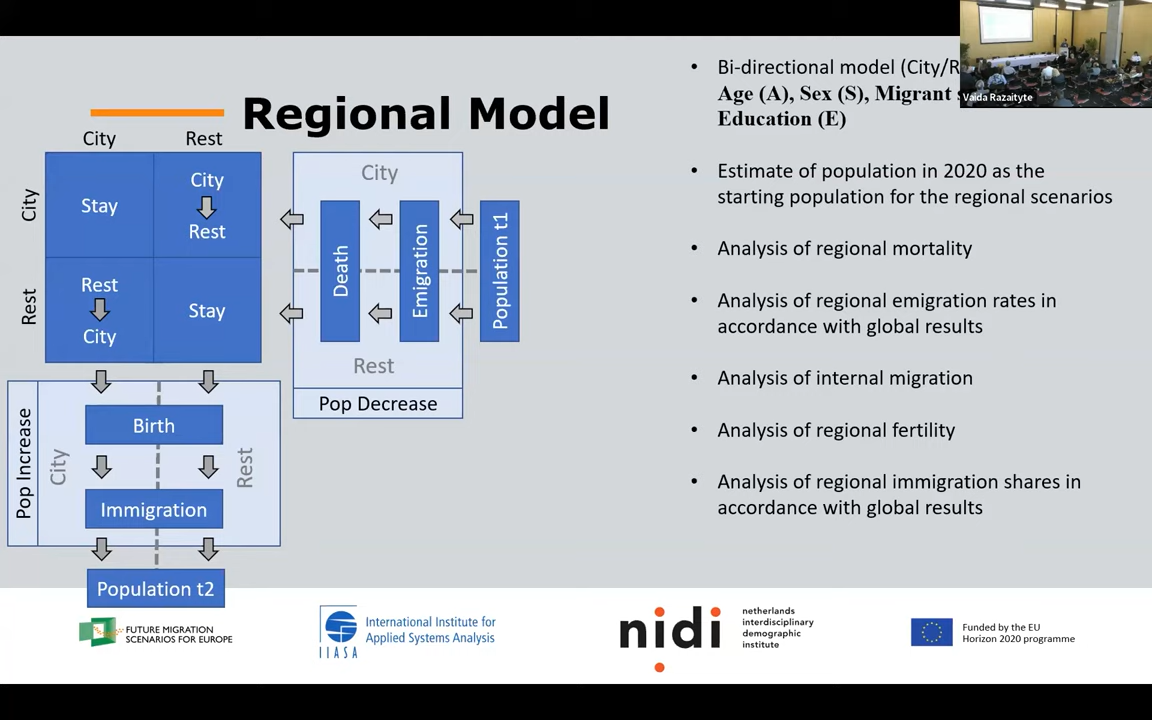 Regional Model
City Rest
City
Rest
Stay
City
Rest
Rest
City
Stay
City
Death
Emigration
Population t1
Rest
Pop Decrease
Pop Increase
City
Birth
Immigration
Rest
Population t2
• Bi-directional model (City/R
Age (A), Sex (S), Migrant
Education (E)
• Estimate of population in 2020 as the
starting population for the regional scenarios
• Analysis of regional mortality
• Analysis of regional emigration rates in
accordance with global results
• Analysis of internal migration
• Analysis of regional fertility
• Analysis of regional immigration shares in
accordance with global results
Vaida Razaityte
FUTURE MIGRATION
SCENARIOS FOR EUROPE
IIASA
International Institute for
Applied Systems Analysis
nidi
netherlands
interdisciplinary
demographic
institute
Funded by the EU
Horizon 2020 programme